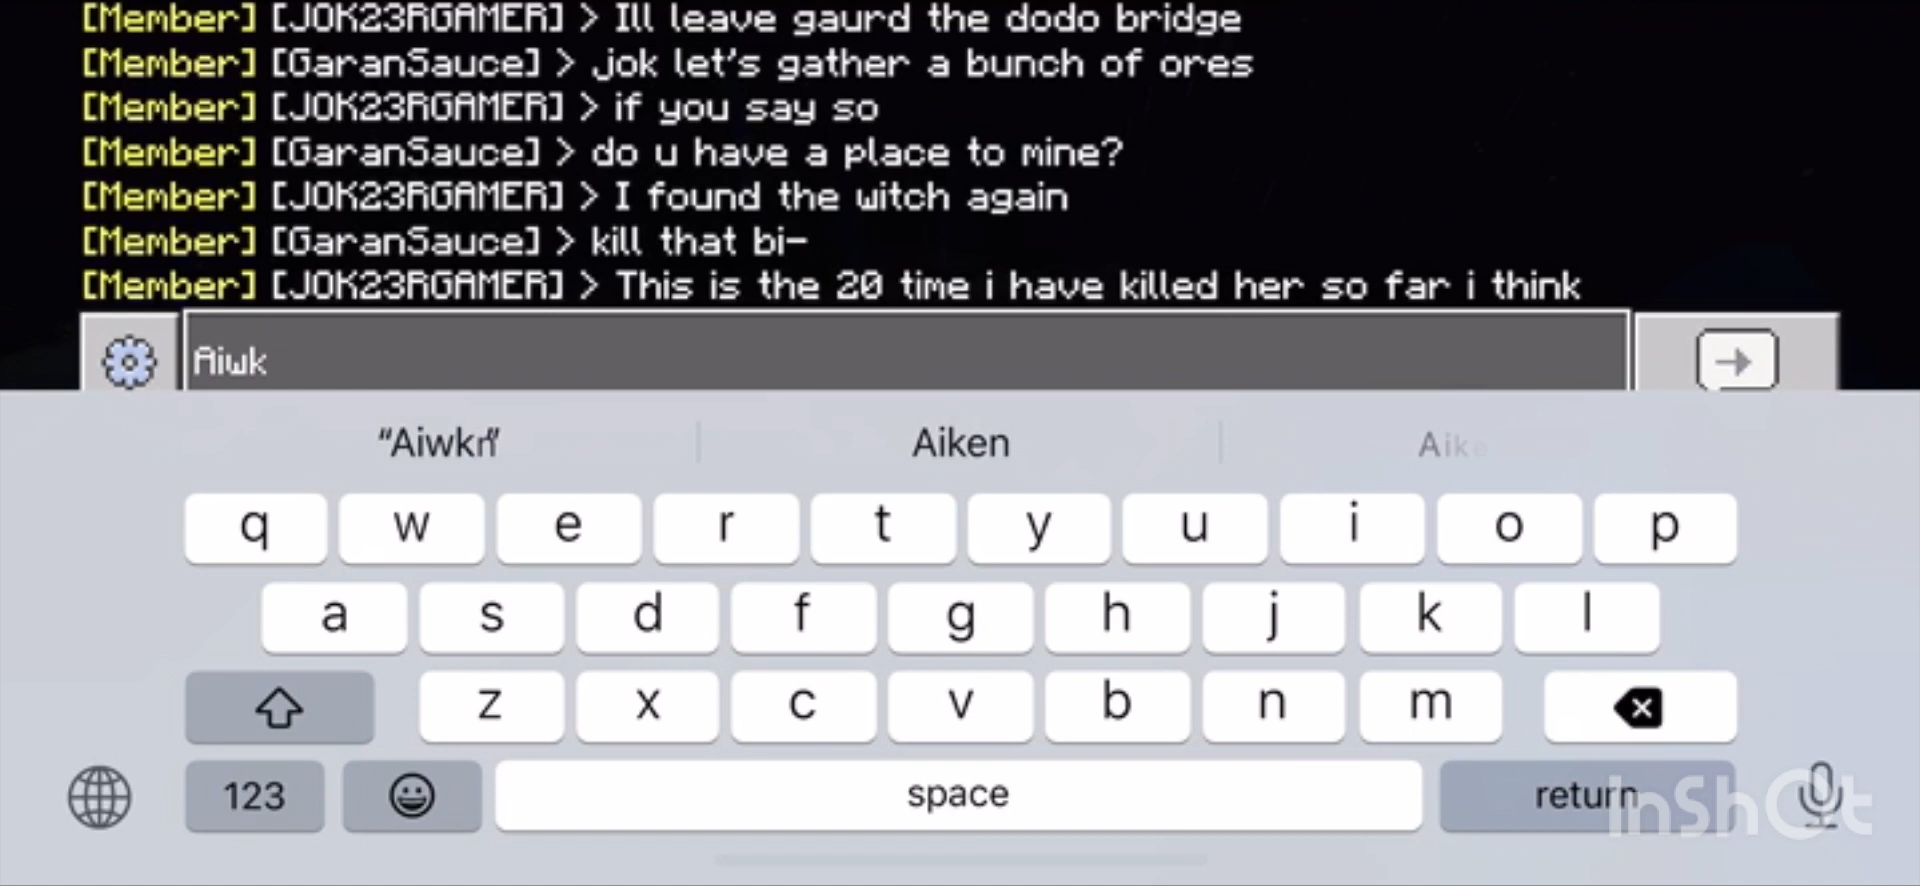 [Member] [JOK23RGAMER] > Ill leave gaurd the dodo bridge
[Member] [GaranSauce] > jok let's gather a bunch of ores
[Member] [JOK23RGAMER] > if you say so
[Member] [GaranSauce] > do u have a place to mine?
[Member] [JOK23RGAMER] > I found the witch again
[Member] [GaranSauce] > kill that bi-
[Member] [JOK23RGAMER] > This is the 20 time i have killed her so far i think
Aiwk
Aiken
q w e r t y u i o p
a s d f g h j k l
z x c v b n m
123 space return
InShOt